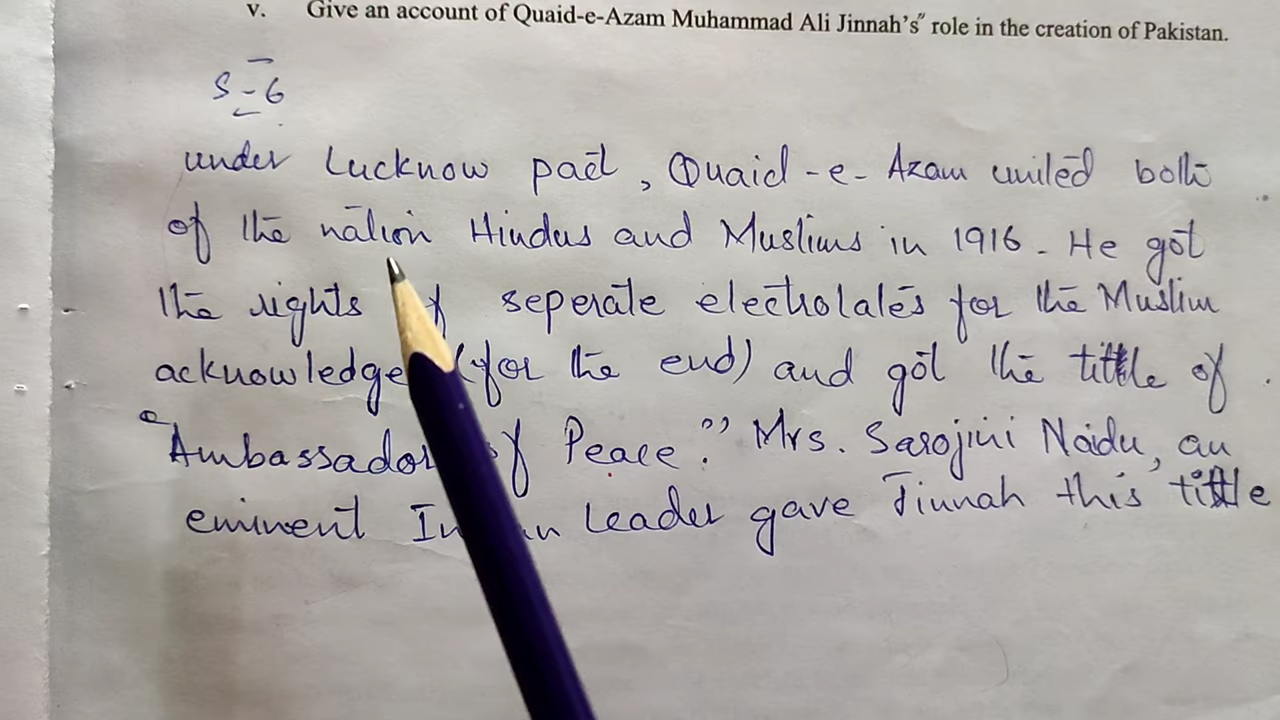 v. Give an account of Quaid-e-Azam Muhammad Ali Jinnah's" role in the creation of Pakistan.
S-6
under Lucknow pact, Quaid-e-Azam united both
of the nation Hindus and Muslims in 1916. He got
the rights seperate electrolates for the Muslim
acknowledge (for the end) and got the tittle of
"Ambassador of Peace." Mrs. Sarojini Naidu, an
eminent leader gave Jinnah this tittle